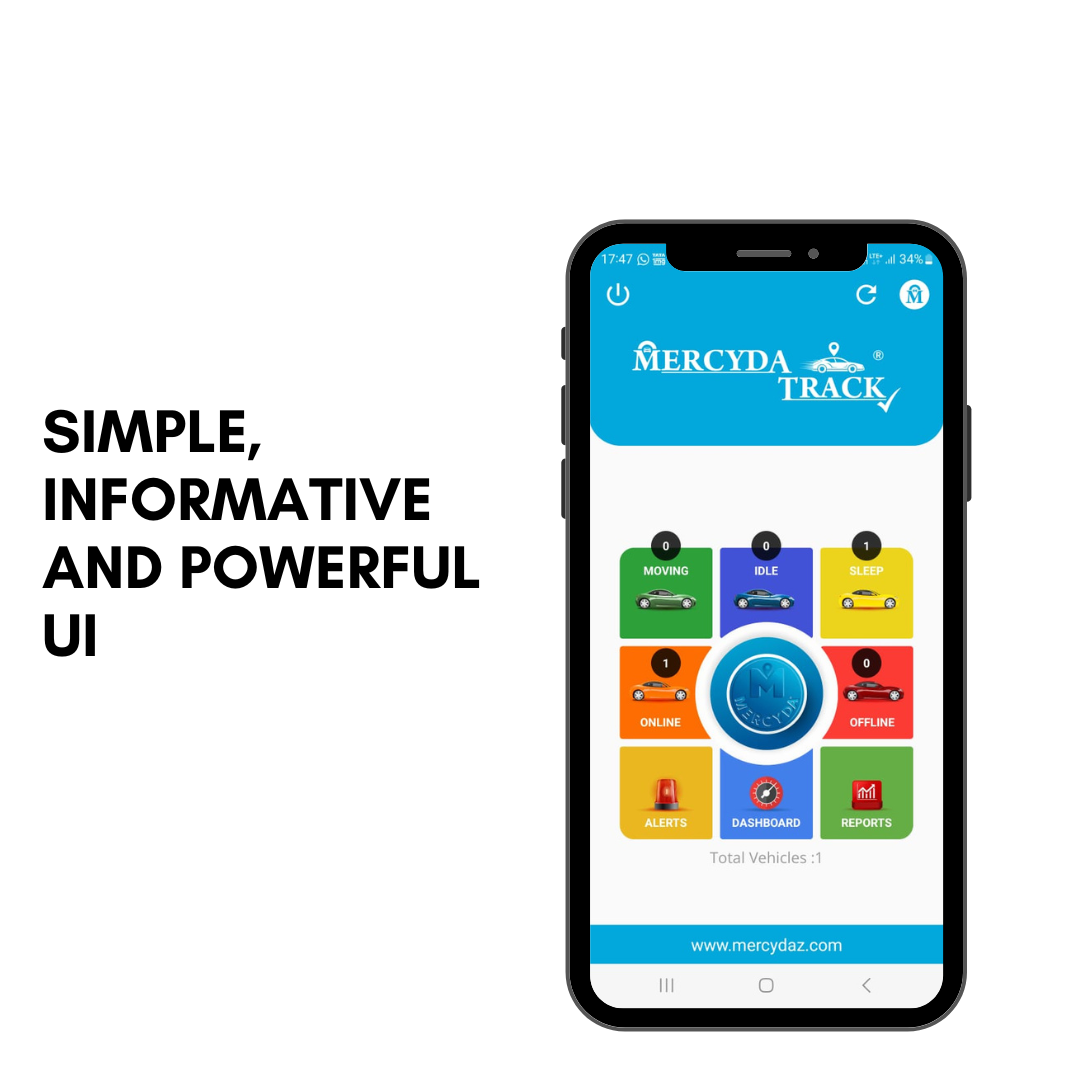 SIMPLE,
INFORMATIVE
AND POWERFUL
UI
17:47
LTE+ 34%
MERCYDA
®
TRACK
0 0 1
MOVING IDLE SLEEP
1 0
M
MERCYDA
ONLINE OFFLINE
ALERTS DASHBOARD REPORTS
Total Vehicles :1
www.mercydaz.com